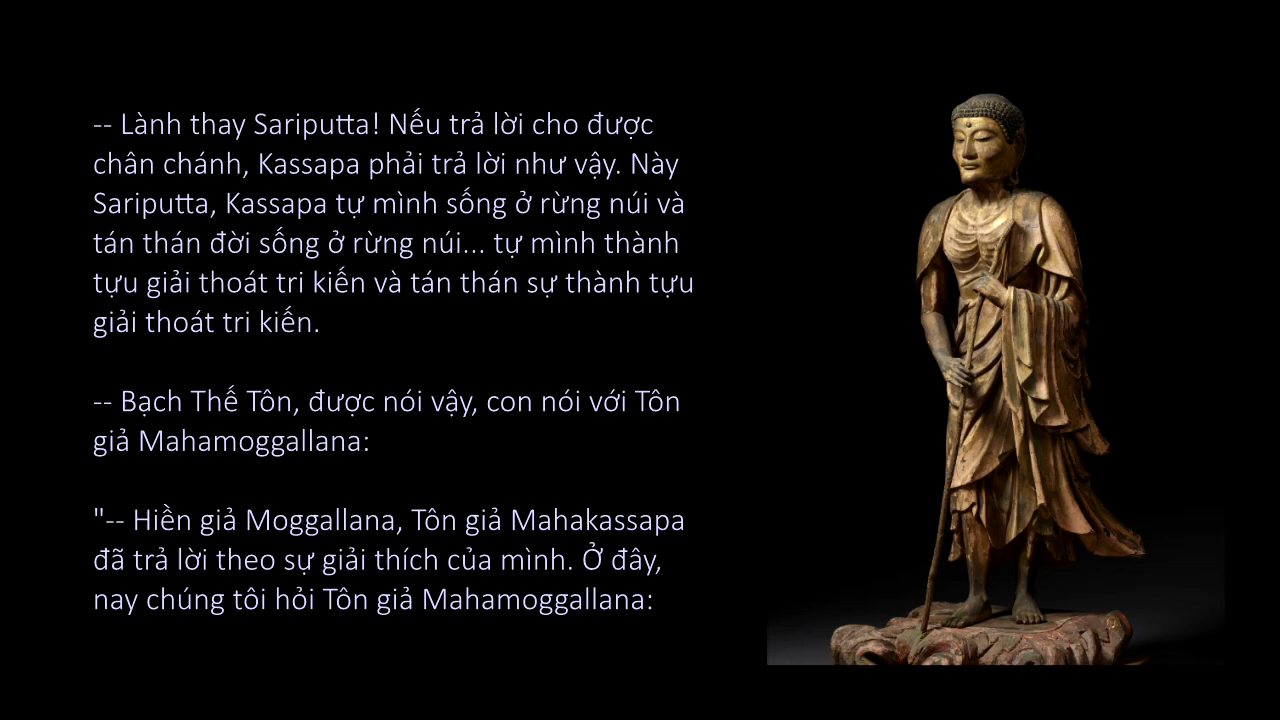 -- Lành thay Sariputta! Nếu trả lời cho được
chân chánh, Kassapa phải trả lời như vậy. Này
Sariputta, Kassapa tự mình sống ở rừng núi và
tán thán đời sống ở rừng núi... tự mình thành
tựu giải thoát tri kiến và tán thán sự thành tựu
giải thoát tri kiến.
-- Bạch Thế Tôn, được nói vậy, con nói với Tôn
giả Mahamoggallana:
"-- Hiền giả Moggallana, Tôn giả Mahakassapa
đã trả lời theo sự giải thích của mình. Ở đây,
nay chúng tôi hỏi Tôn giả Mahamoggallana: